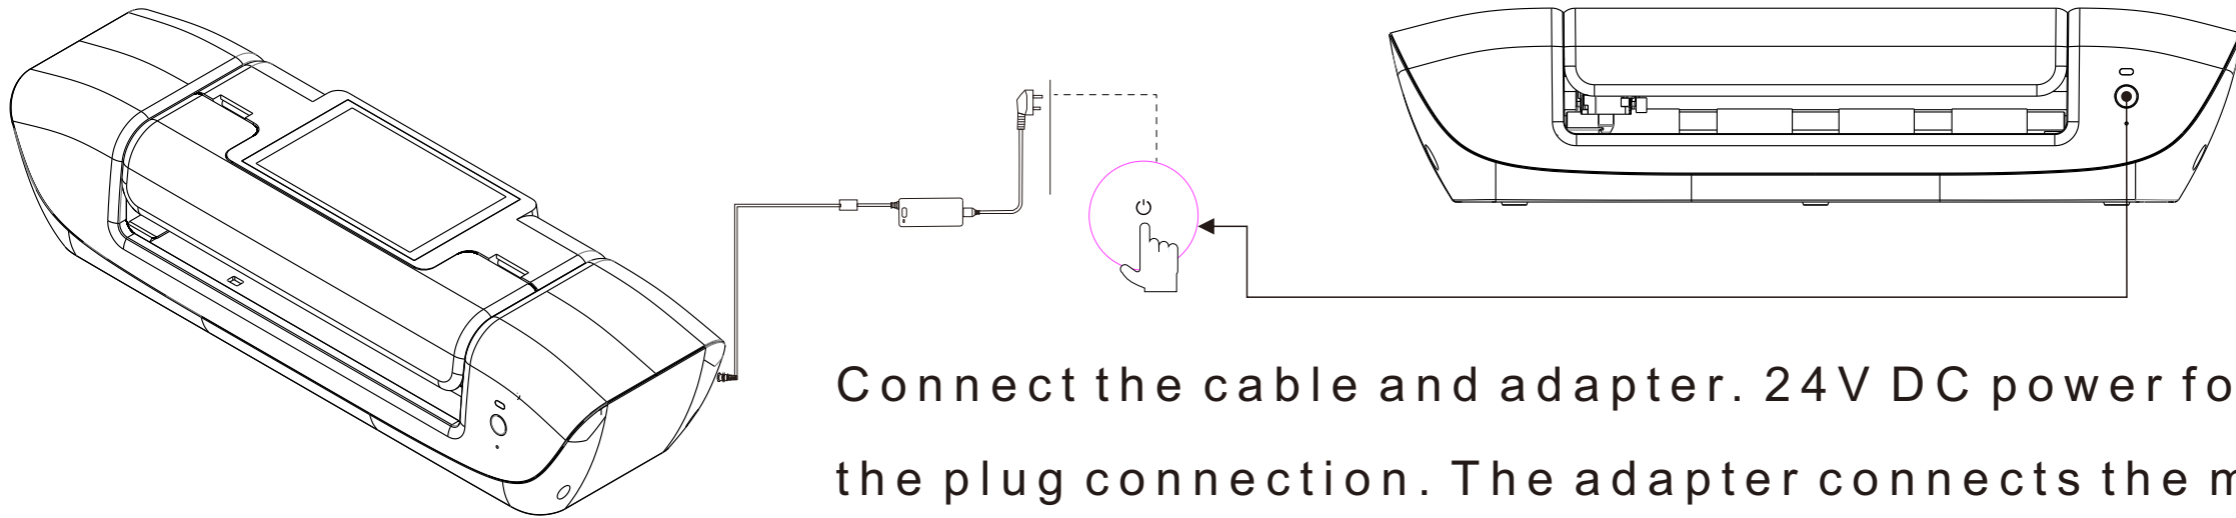 Connect the cable and adapter. 24V DC power fo
the plug connection. The adapter connects the